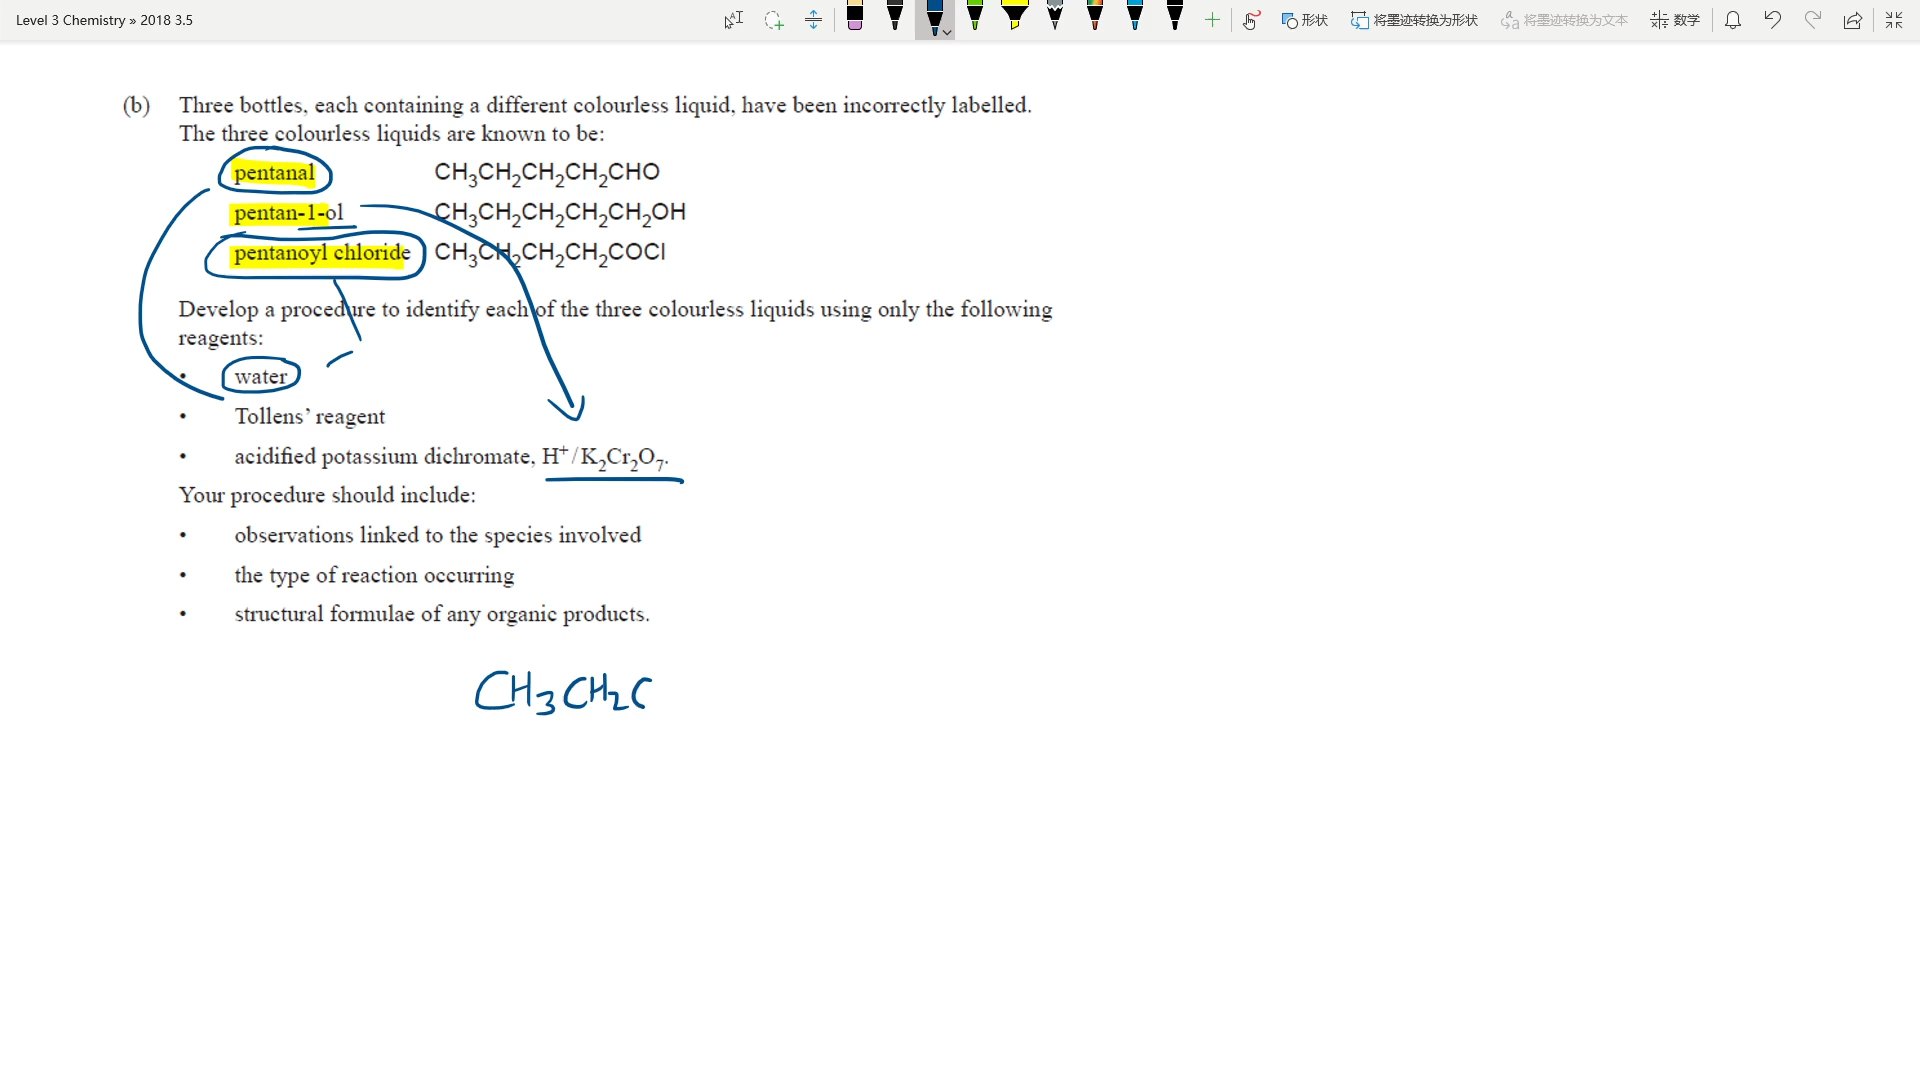 Level 3 Chemistry » 2018 3.5
形状 将墨迹转换为形状 将墨迹转换为文本 数学
(b) Three bottles, each containing a different colourless liquid, have been incorrectly labelled.
The three colourless liquids are known to be:
pentanal CH₃CH₂CH₂CH₂CHO
pentan-1-ol CH₃CH₂CH₂CH₂CH₂OH
pentanoyl chloride CH₃CH₂CH₂CH₂COCl
Develop a procedure to identify each of the three colourless liquids using only the following
reagents:
• water
• Tollens’ reagent
• acidified potassium dichromate, H⁺/K₂Cr₂O₇.
Your procedure should include:
• observations linked to the species involved
• the type of reaction occurring
• structural formulae of any organic products.
CH₃CH₂C